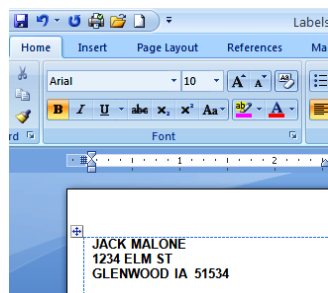 Labels
Home Insert Page Layout References Ma
Arial 10 A A
B I U abe x₂ x² Aa ab A
rd Font
1 2
JACK MALONE
1234 ELM ST
GLENWOOD IA 51534